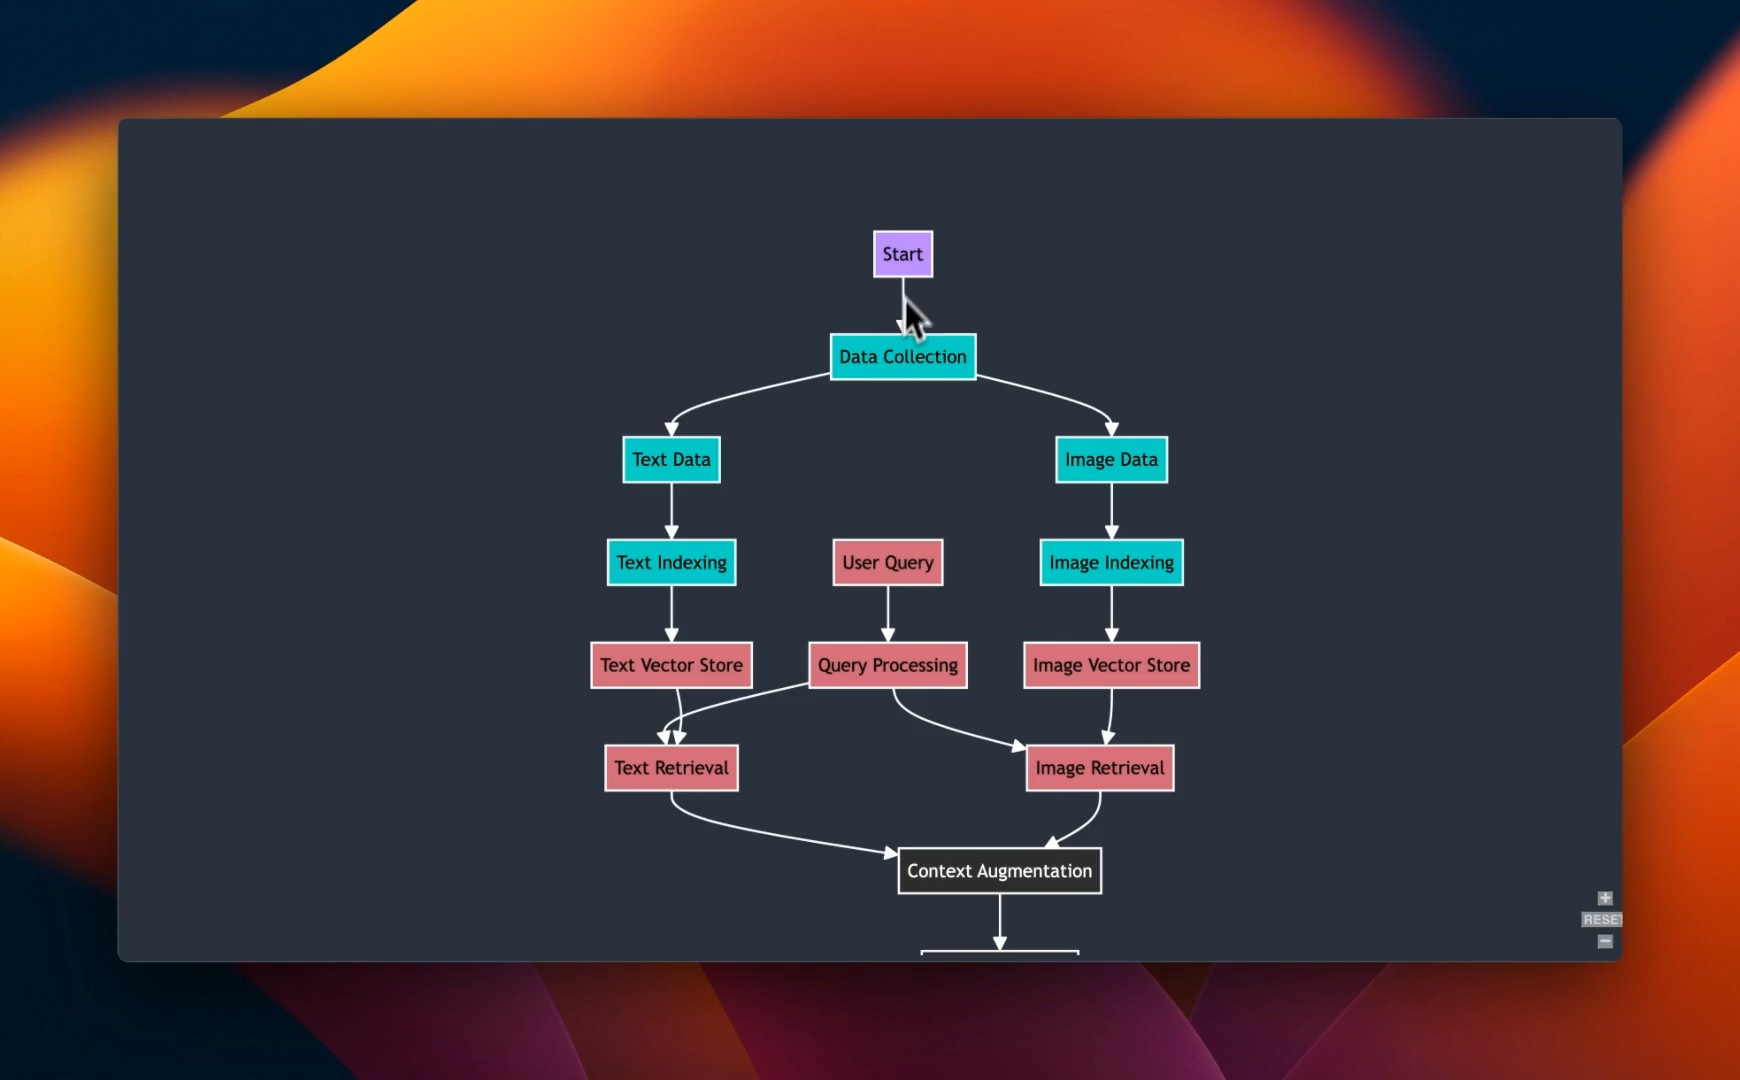 Start
Data Collection
Text Data
Image Data
Text Indexing
User Query
Image Indexing
Text Vector Store
Query Processing
Image Vector Store
Text Retrieval
Image Retrieval
Context Augmentation
+
RESET
−